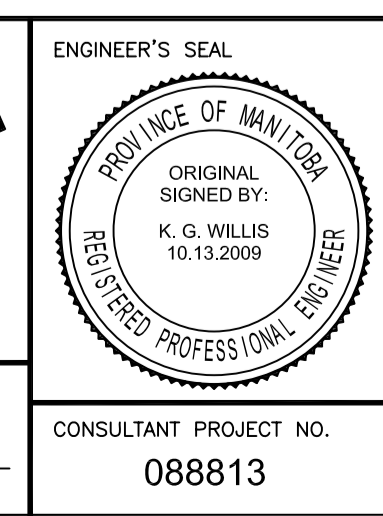 ENGINEER'S SEAL
PROVINCE OF MANITOBA
ORIGINAL
SIGNED BY:
K. G. WILLIS
10.13.2009
REGISTERED PROFESSIONAL ENGINEER
CONSULTANT PROJECT NO.
088813